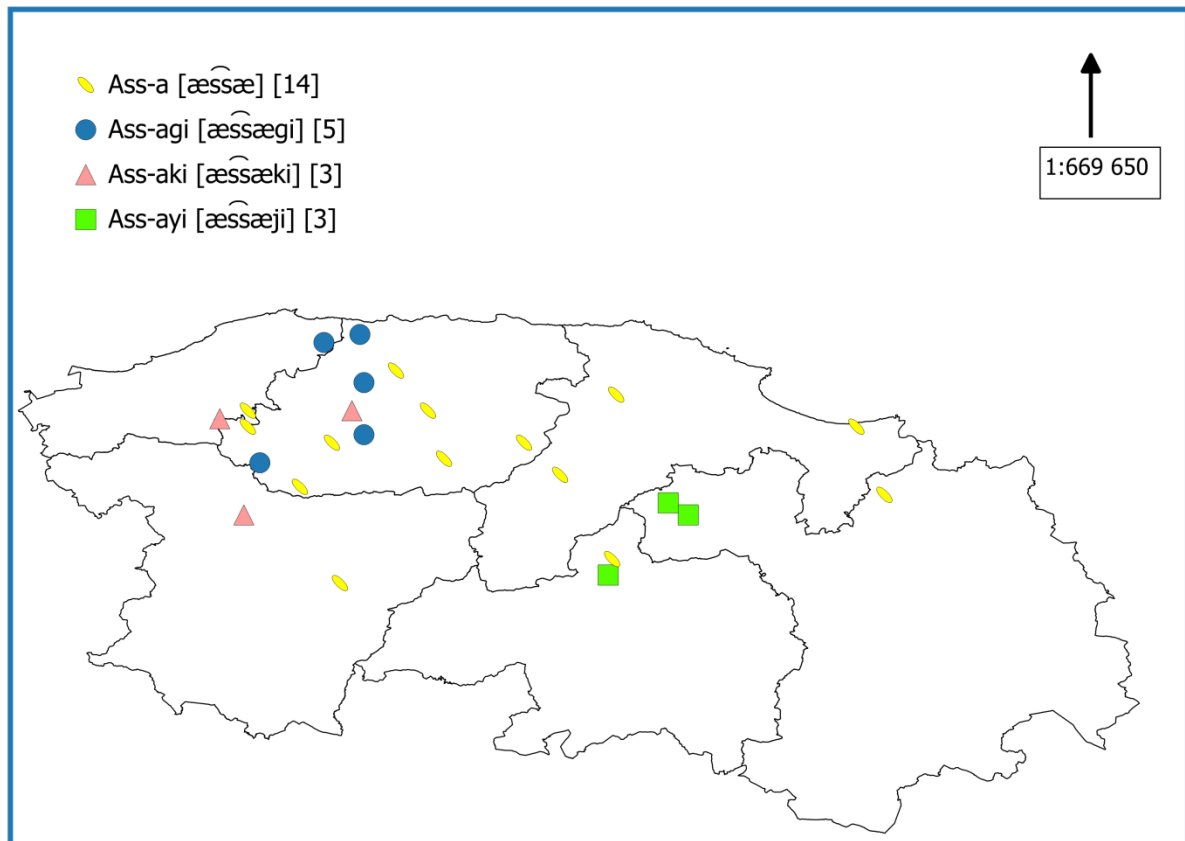 Ass-a [æs͡sæ] [14]
Ass-agi [æs͡sægi] [5]
Ass-aki [æs͡sæki] [3]
Ass-ayi [æs͡sæji] [3]
1:669 650